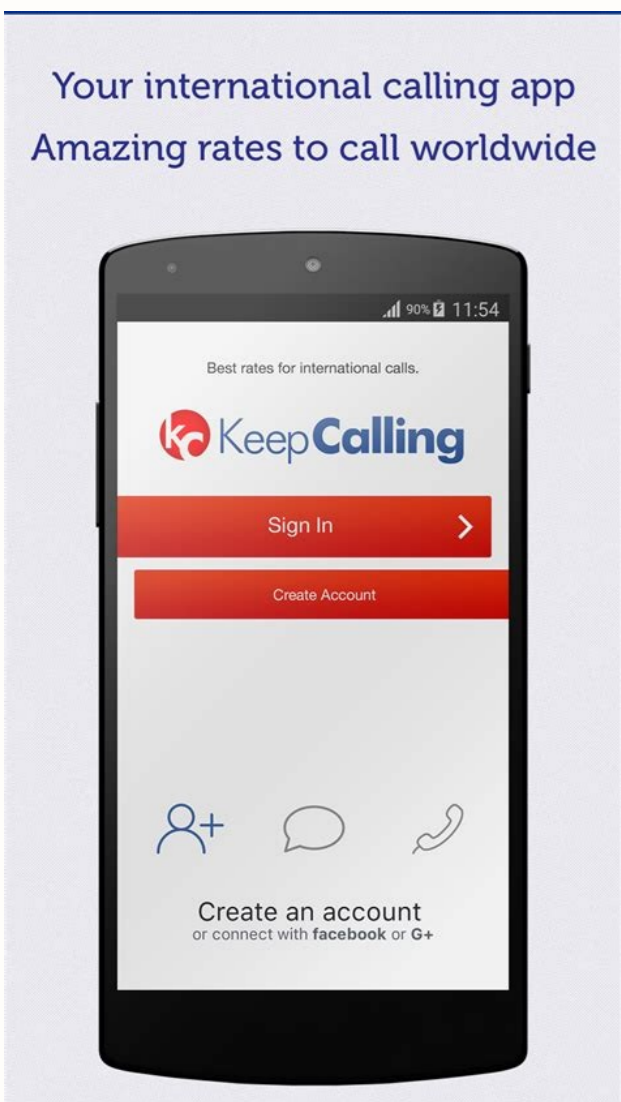 Your international calling app
Amazing rates to call worldwide
90% 11:54
Best rates for international calls.
kc KeepCalling
Sign In
Create Account
Create an account
or connect with facebook or G+